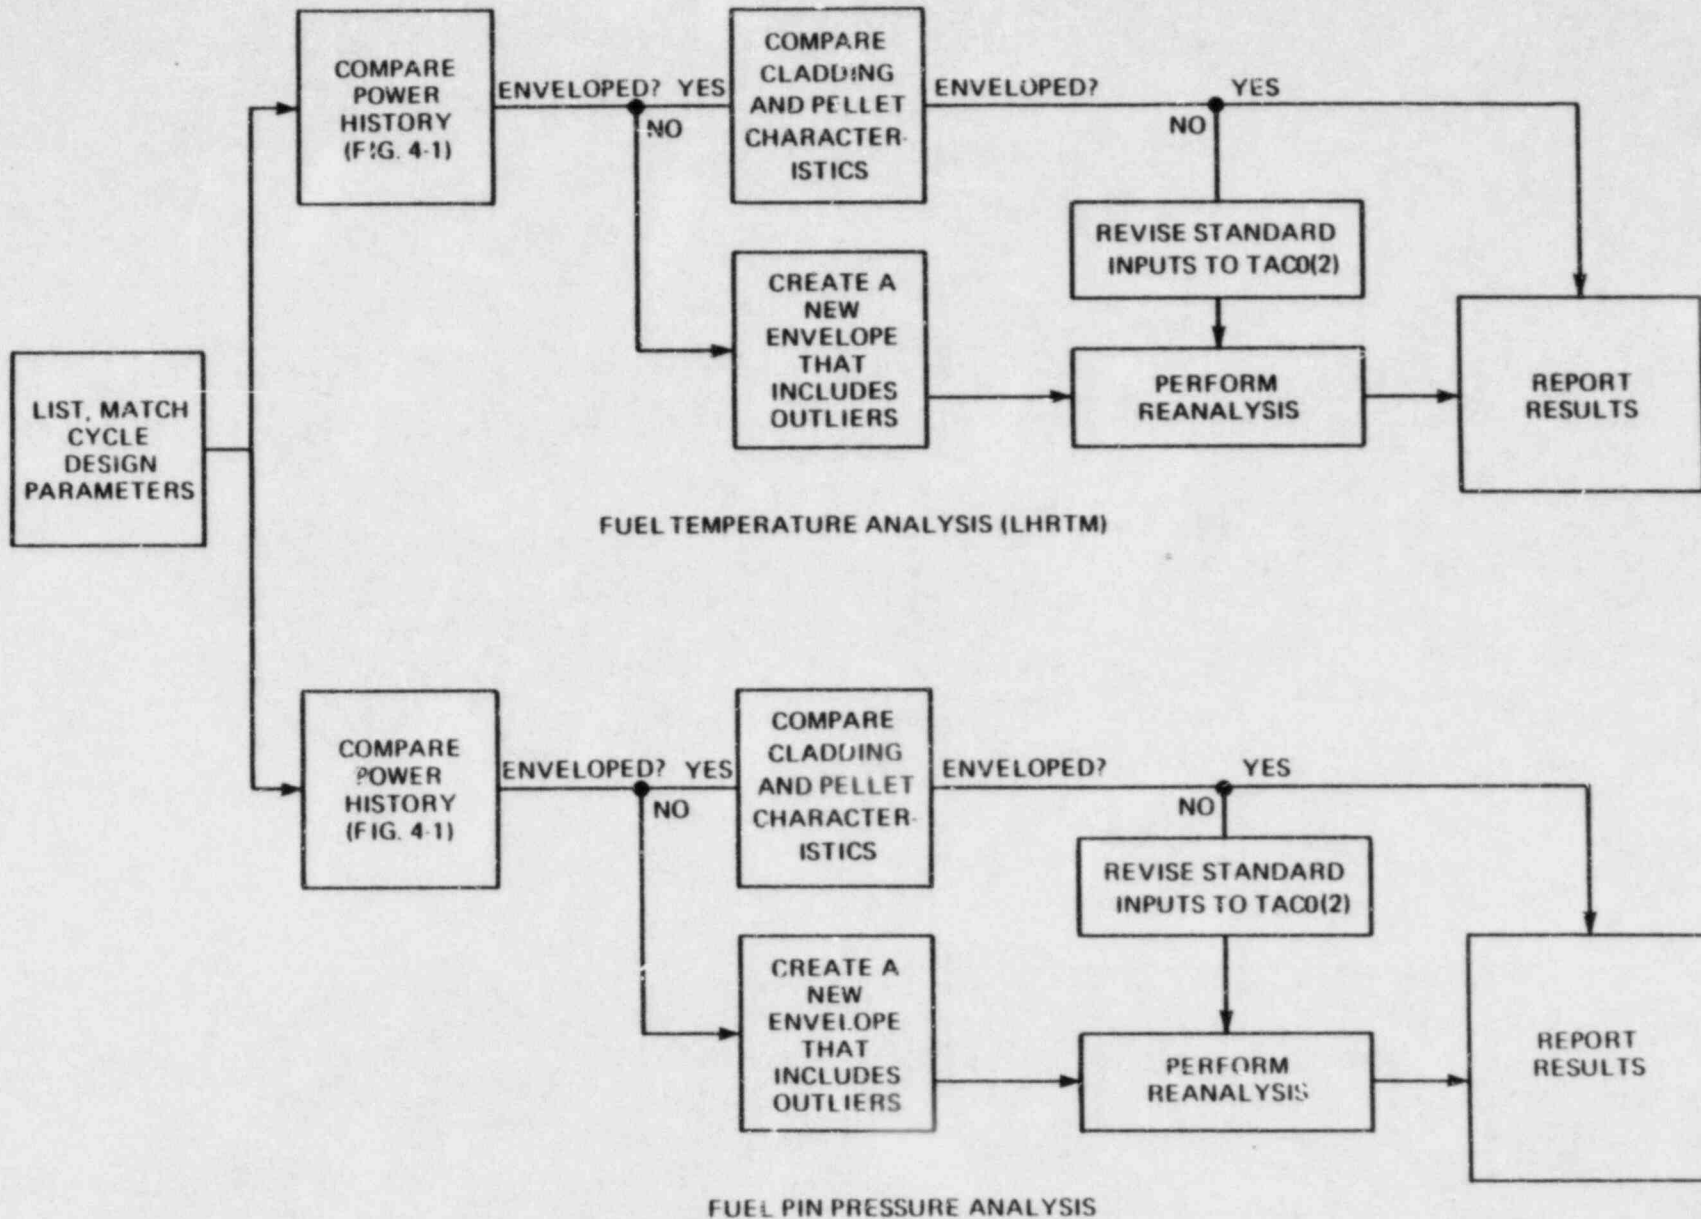 LIST, MATCH
CYCLE
DESIGN
PARAMETERS
COMPARE
POWER
HISTORY
(FIG. 4-1)
ENVELOPED? YES
NO
COMPARE
CLADDING
AND PELLET
CHARACTER-
ISTICS
ENVELOPED?
YES
NO
CREATE A
NEW
ENVELOPE
THAT
INCLUDES
OUTLIERS
REVISE STANDARD
INPUTS TO TACO(2)
PERFORM
REANALYSIS
REPORT
RESULTS
FUEL TEMPERATURE ANALYSIS (LHRTM)
COMPARE
POWER
HISTORY
(FIG. 4-1)
ENVELOPED? YES
NO
COMPARE
CLADDING
AND PELLET
CHARACTER-
ISTICS
ENVELOPED?
YES
NO
CREATE A
NEW
ENVELOPE
THAT
INCLUDES
OUTLIERS
REVISE STANDARD
INPUTS TO TACO(2)
PERFORM
REANALYSIS
REPORT
RESULTS
FUEL PIN PRESSURE ANALYSIS